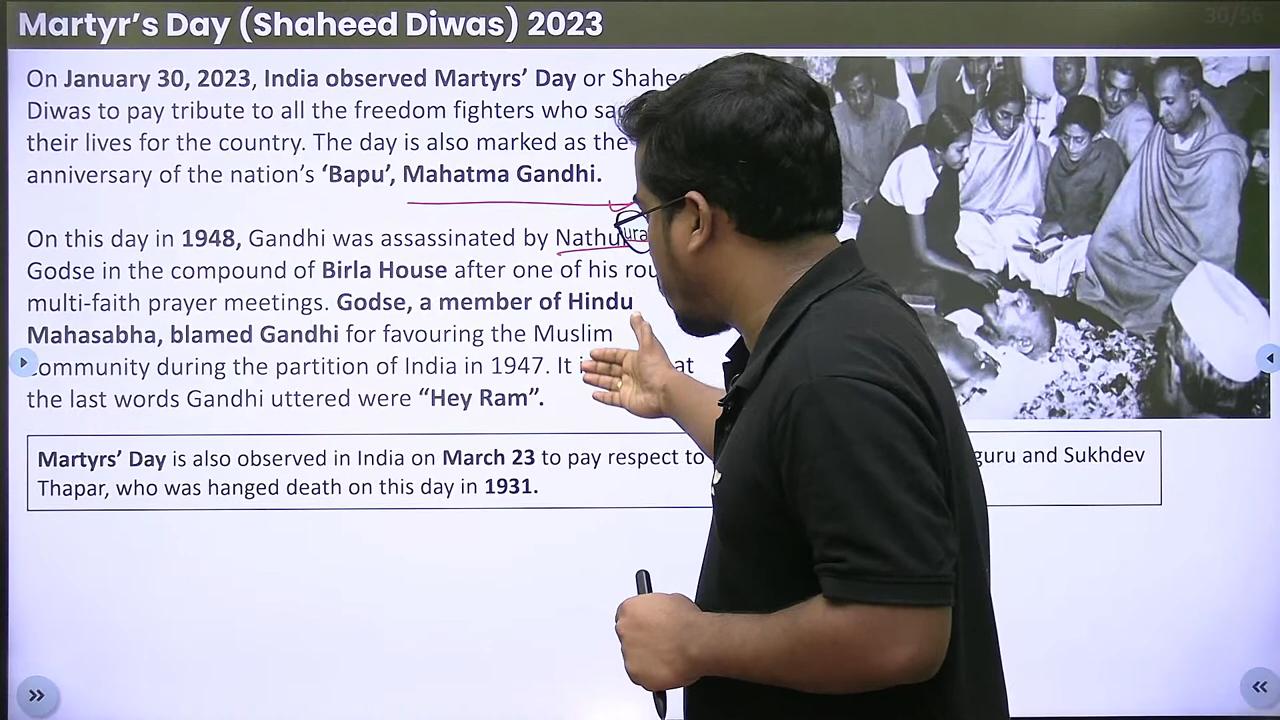 Martyr's Day (Shaheed Diwas) 2023
30/56
On January 30, 2023, India observed Martyrs' Day or
Diwas to pay tribute to all the freedom fighters who
their lives for the country. The day is also marked as the
anniversary of the nation's ‘Bapu’, Mahatma Gandhi.
On this day in 1948, Gandhi was assassinated by
Godse in the compound of Birla House after one of his
multi-faith prayer meetings. Godse, a member of Hindu
Mahasabha, blamed Gandhi for favouring the Muslim
community during the partition of India in 1947. It
the last words Gandhi uttered were “Hey Ram”.
Martyrs' Day is also observed in India on March 23 to pay respect to and Sukhdev
Thapar, who was hanged death on this day in 1931.